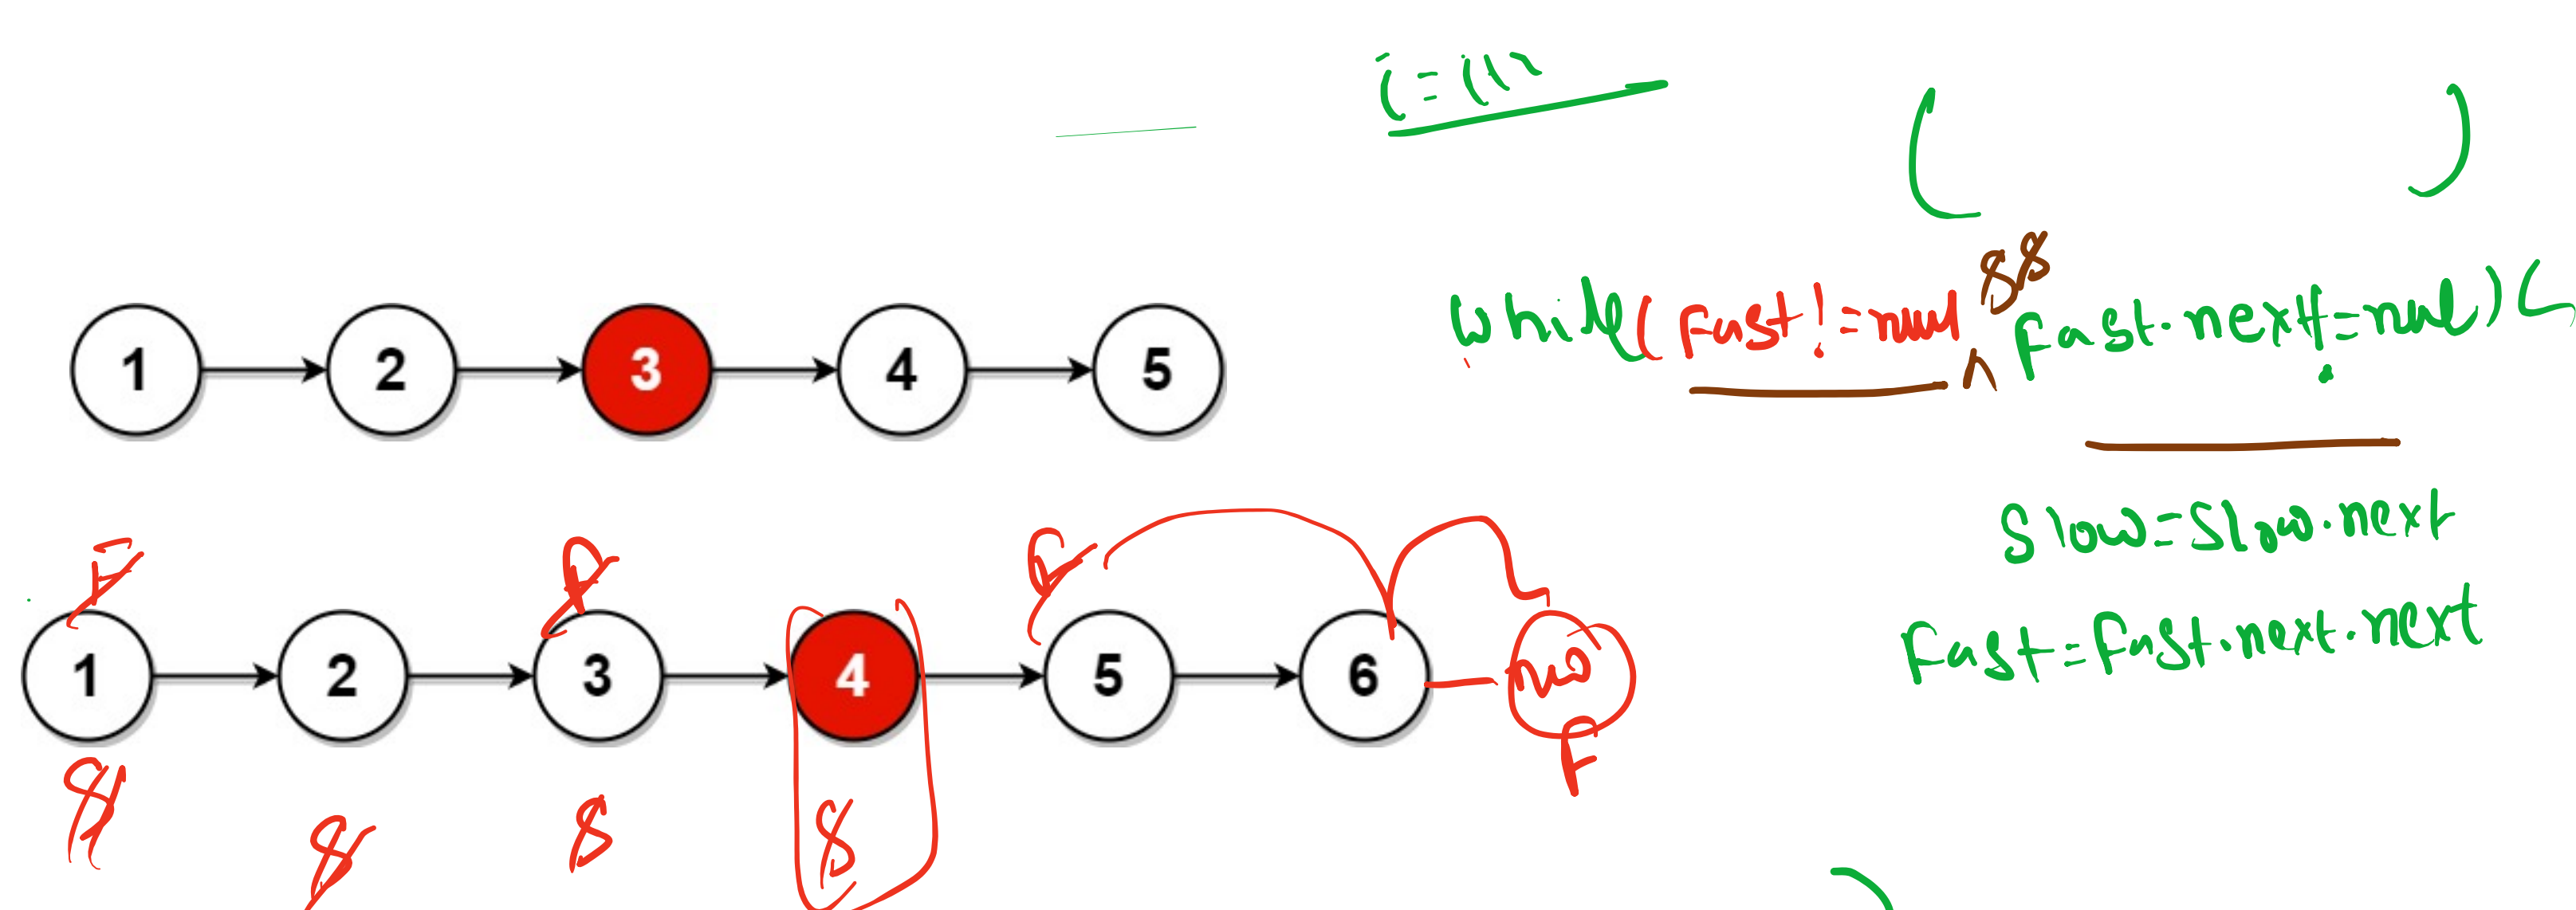 1 2 3 4 5
while(fast!=null && fast.next!=null){
slow=slow.next
fast=fast.next.next
F F F
1 2 3 4 5 6 null
F
S S S S